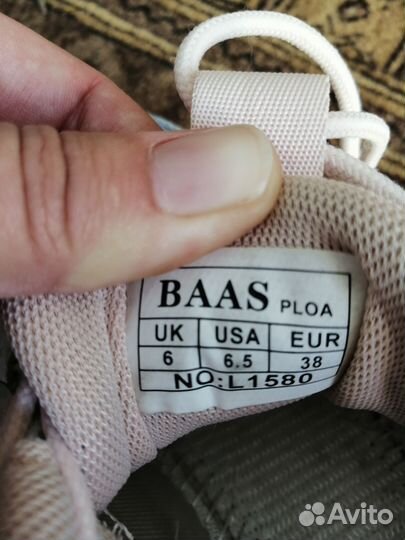 BAAS PLOA
UK USA EUR
6 6.5 38
NO:L1580
Avito